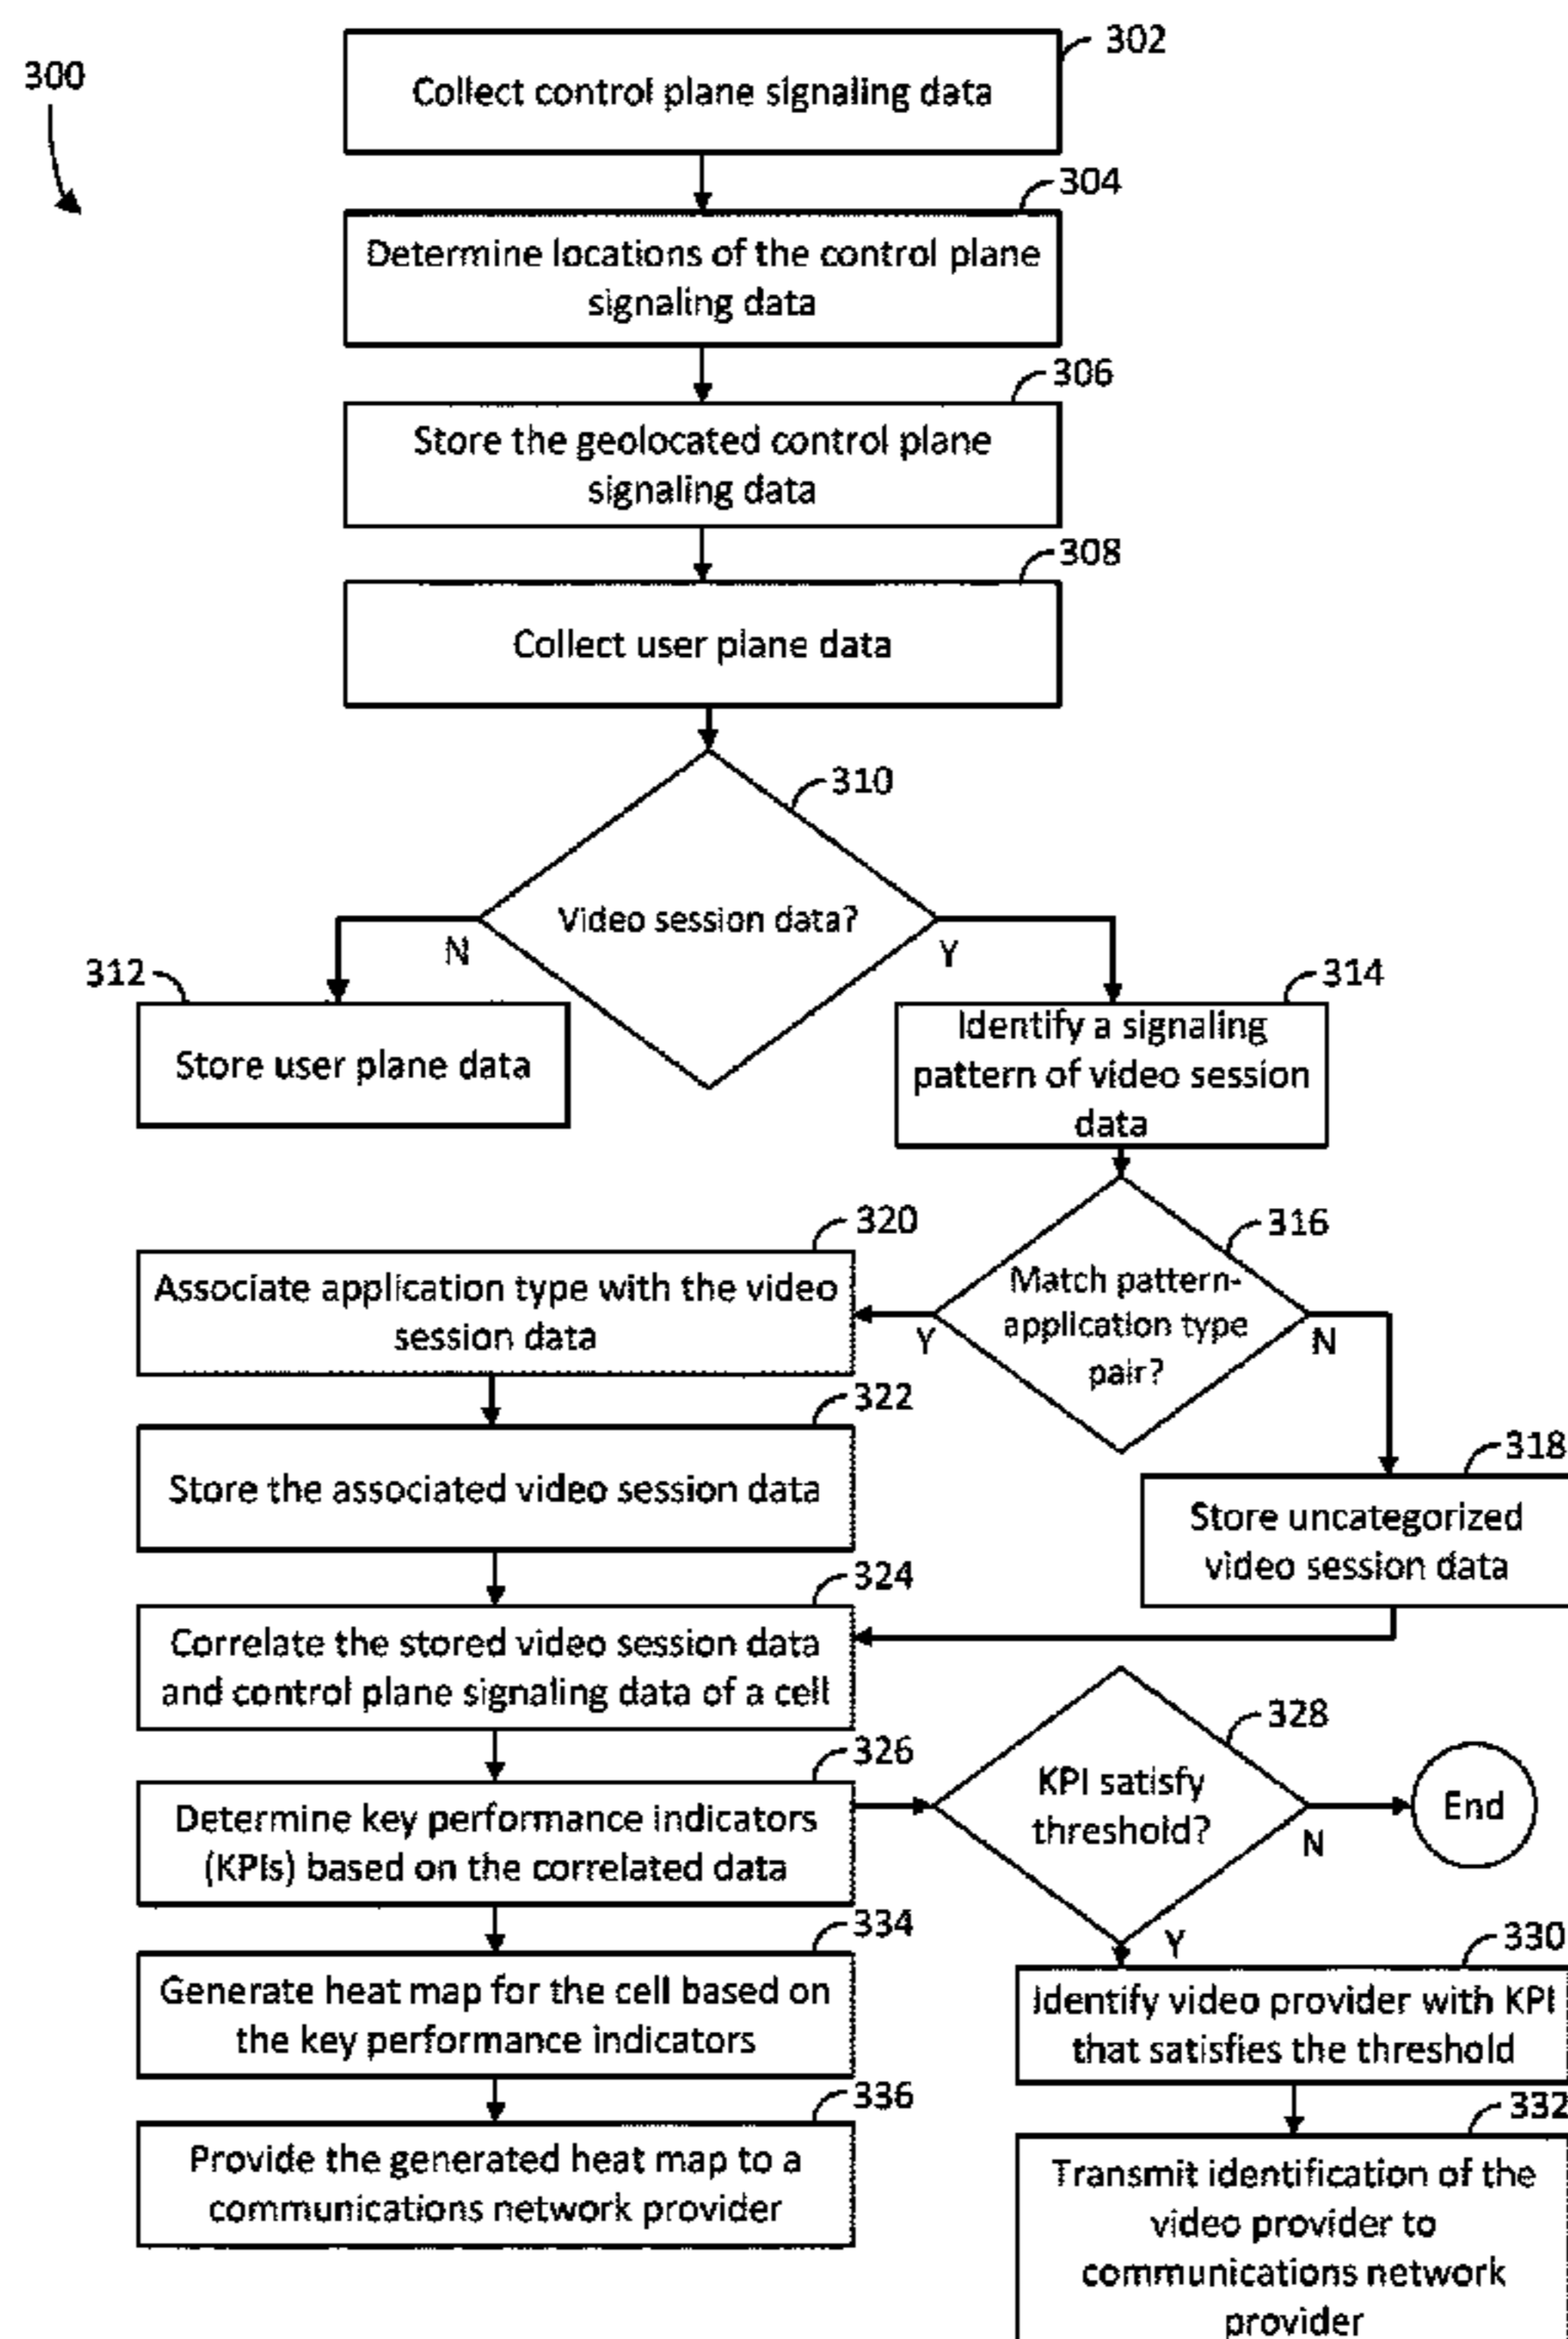 300
302
Collect control plane signaling data
304
Determine locations of the control plane
signaling data
306
Store the geolocated control plane
signaling data
308
Collect user plane data
310
Video session data?
N
Y
312
Store user plane data
314
Identify a signaling
pattern of video session
data
316
Match pattern-
application type
pair?
Y
N
320
Associate application type with the video
session data
322
Store the associated video session data
318
Store uncategorized
video session data
324
Correlate the stored video session data
and control plane signaling data of a cell
326
Determine key performance indicators
(KPIs) based on the correlated data
328
KPI satisfy
threshold?
N
End
Y
330
Identify video provider with KPI
that satisfies the threshold
332
Transmit identification of the
video provider to
communications network
provider
334
Generate heat map for the cell based on
the key performance indicators
336
Provide the generated heat map to a
communications network provider